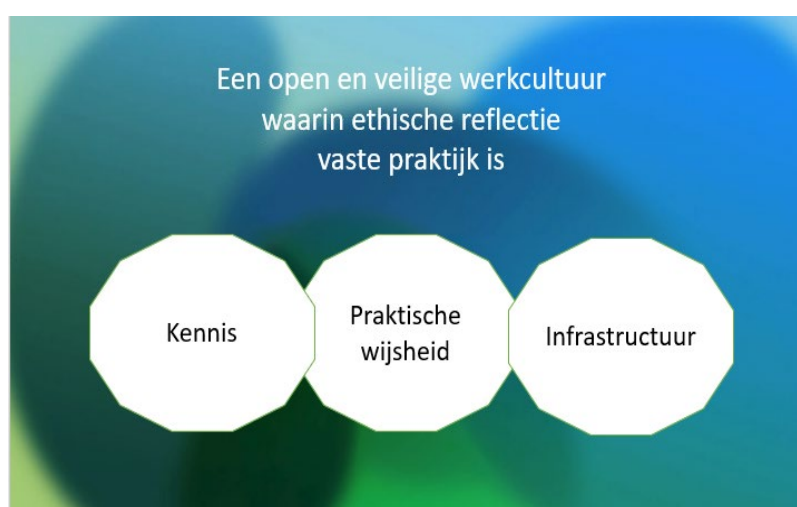 Een open en veilige werkcultuur
waarin ethische reflectie
vaste praktijk is
Kennis
Praktische
wijsheid
Infrastructuur